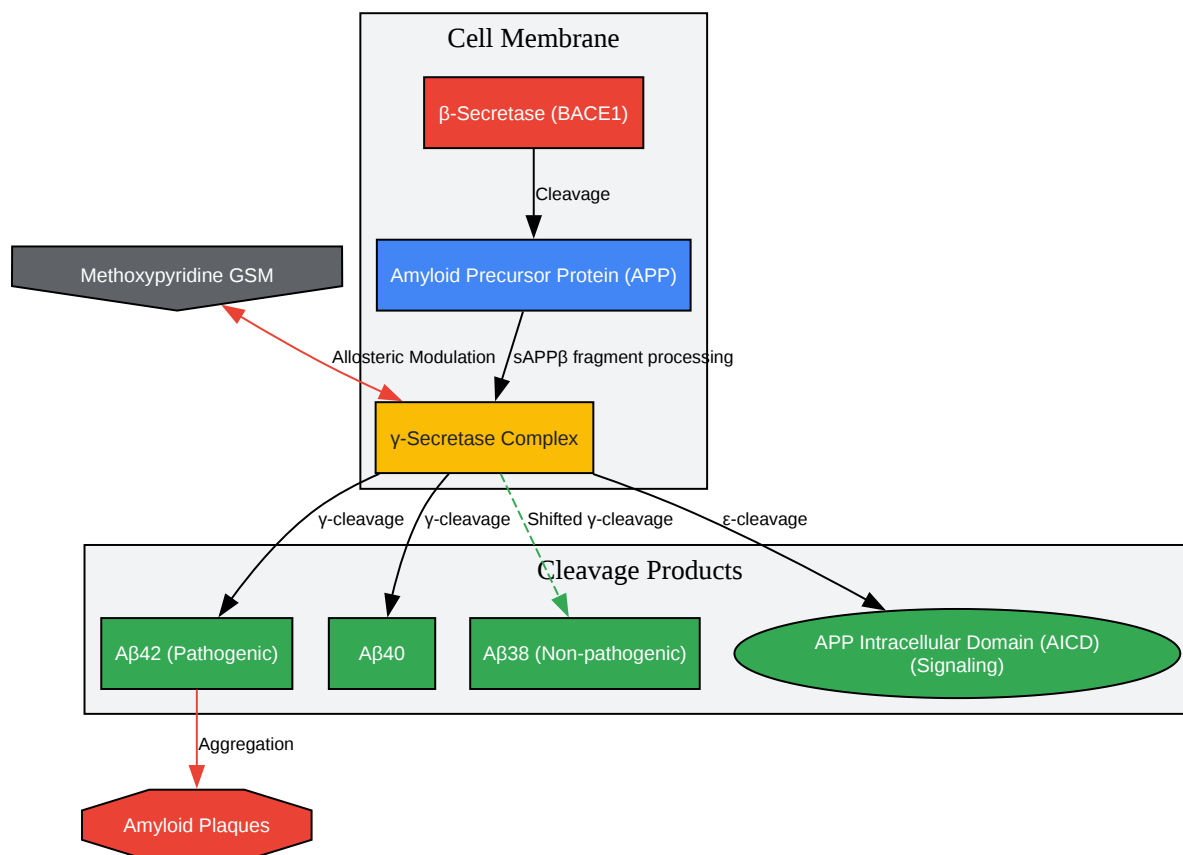 Cell Membrane
β-Secretase (BACE1)
Cleavage
Methoxypyridine GSM
Amyloid Precursor Protein (APP)
Allosteric Modulation
sAPPβ fragment processing
γ-Secretase Complex
γ-cleavage
γ-cleavage
Shifted γ-cleavage
ε-cleavage
Cleavage Products
Aβ42 (Pathogenic)
Aβ40
Aβ38 (Non-pathogenic)
APP Intracellular Domain (AICD)
(Signaling)
Aggregation
Amyloid Plaques